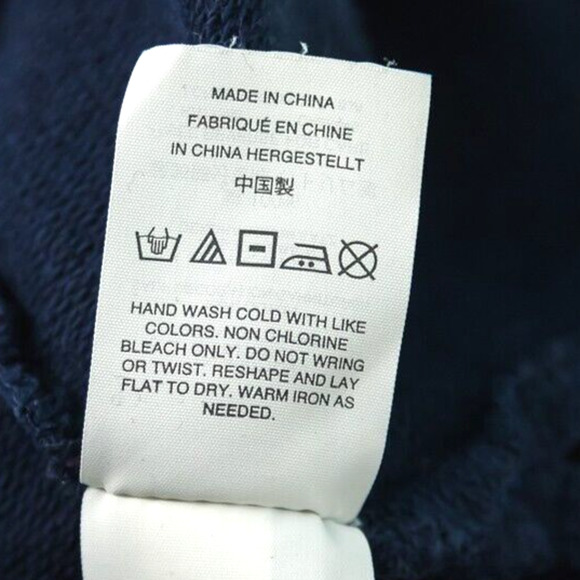 MADE IN CHINA
FABRIQUÉ EN CHINE
IN CHINA HERGESTELLT
中国製
HAND WASH COLD WITH LIKE
COLORS. NON CHLORINE
BLEACH ONLY. DO NOT WRING
OR TWIST. RESHAPE AND LAY
FLAT TO DRY. WARM IRON AS
NEEDED.